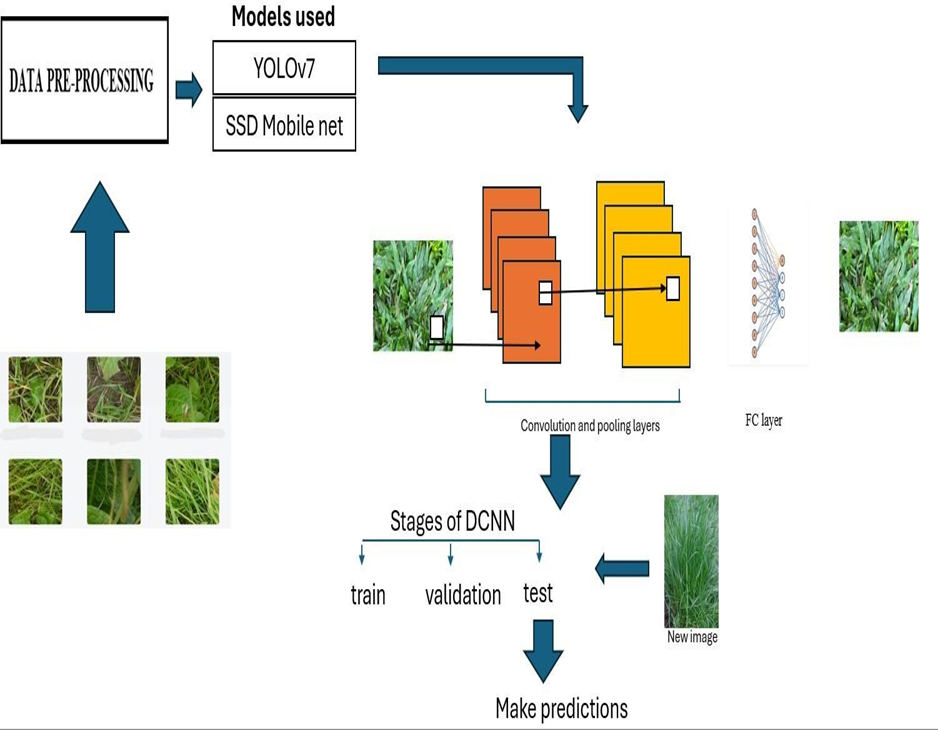 Models used
DATA PRE-PROCESSING
YOLOv7
SSD Mobile net
Convolution and pooling layers
FC layer
Stages of DCNN
train
validation
test
New image
Make predictions